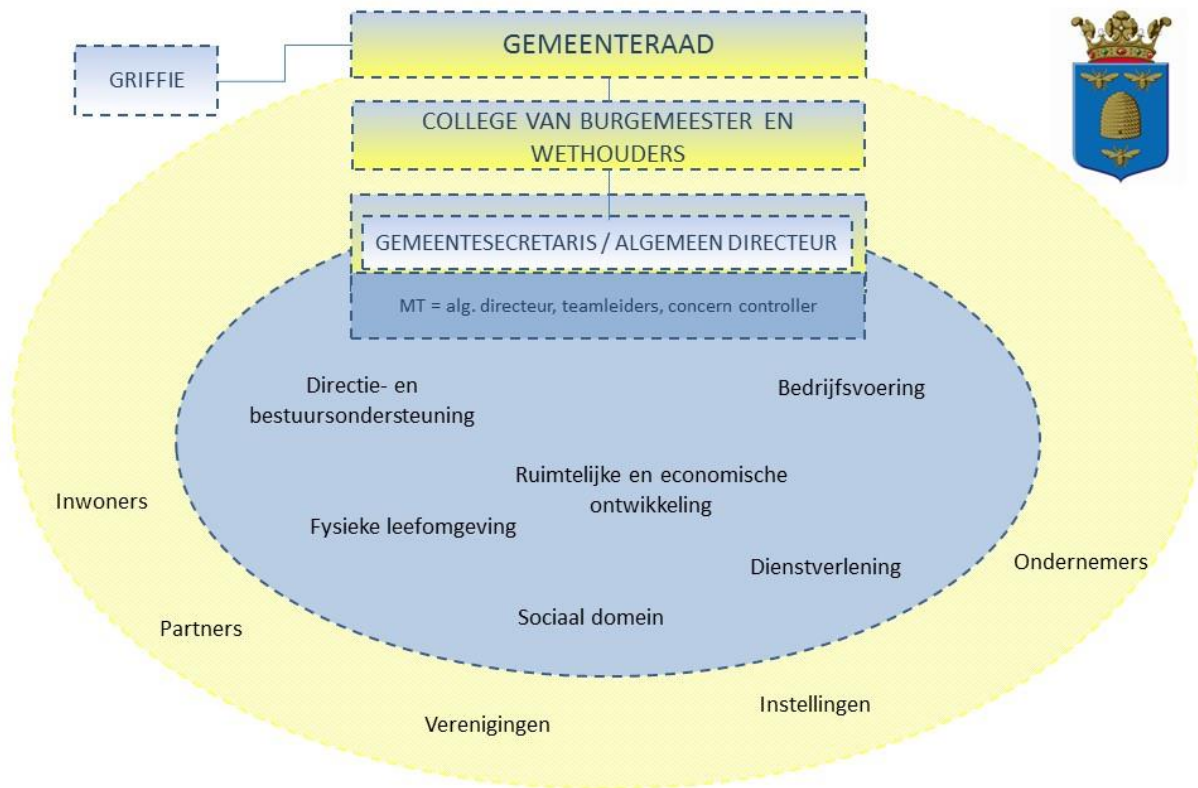 GEMEENTERAAD
GRIFFIE
COLLEGE VAN BURGEMEESTER EN
WETHOUDERS
GEMEENTESECRETARIS / ALGEMEEN DIRECTEUR
MT = alg. directeur, teamleiders, concern controller
Directie- en
bestuursondersteuning
Bedrijfsvoering
Ruimtelijke en economische
ontwikkeling
Fysieke leefomgeving
Dienstverlening
Sociaal domein
Inwoners
Ondernemers
Partners
Instellingen
Verenigingen